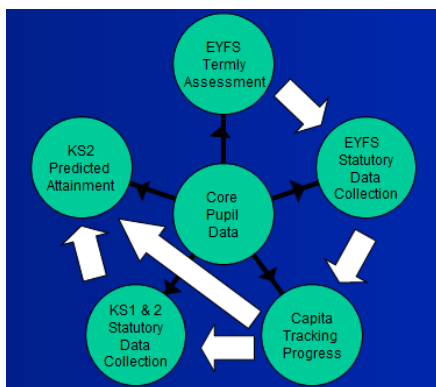 EYFS
Termly
Assessment
KS2
Predicted
Attainment
EYFS
Statutory
Data
Collection
Core
Pupil
Data
KS1 & 2
Statutory
Data
Collection
Capita
Tracking
Progress